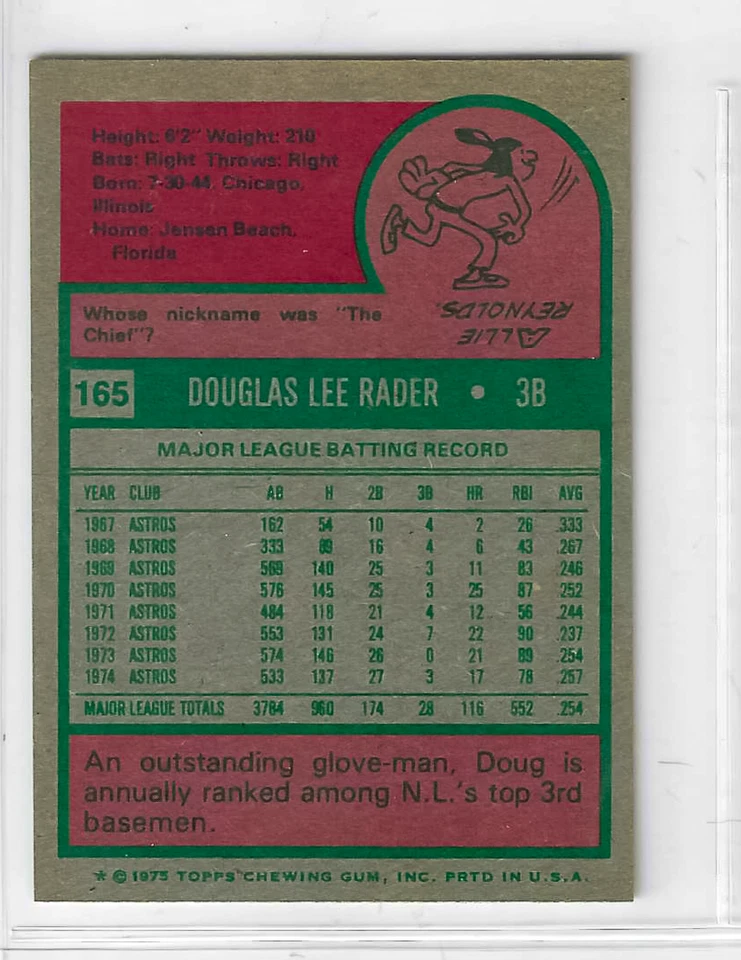 Height: 6'2" Weight: 210
Bats: Right Throws: Right
Born: 7-30-44, Chicago,
Illinois
Home: Jensen Beach,
Florida
Whose nickname was "The
Chief"?
ALLIE
REYNOLDS
165 DOUGLAS LEE RADER • 3B
MAJOR LEAGUE BATTING RECORD
YEAR CLUB AB H 2B 3B HR RBI AVG
1967 ASTROS 162 54 10 4 2 26 .333
1968 ASTROS 333 89 16 4 6 43 .267
1969 ASTROS 569 140 25 3 11 83 .246
1970 ASTROS 576 145 25 3 25 87 .252
1971 ASTROS 484 118 21 4 12 56 .244
1972 ASTROS 553 131 24 7 22 90 .237
1973 ASTROS 574 146 26 0 21 89 .254
1974 ASTROS 533 137 27 3 17 78 .257
MAJOR LEAGUE TOTALS 3784 960 174 28 116 552 .254
An outstanding glove-man, Doug is
annually ranked among N.L.'s top 3rd
basemen.
* © 1975 TOPPS CHEWING GUM, INC. PRTD IN U.S.A.